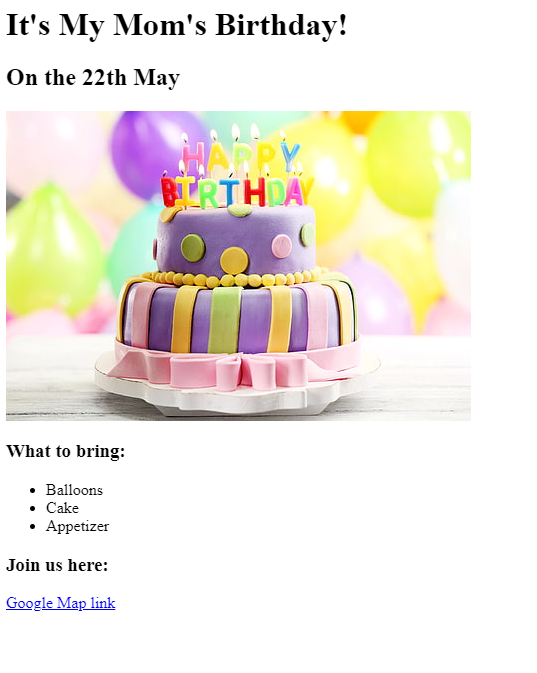 It's My Mom's Birthday!
On the 22th May
HAPPY
BIRTHDAY
What to bring:
Balloons
Cake
Appetizer
Join us here:
Google Map link